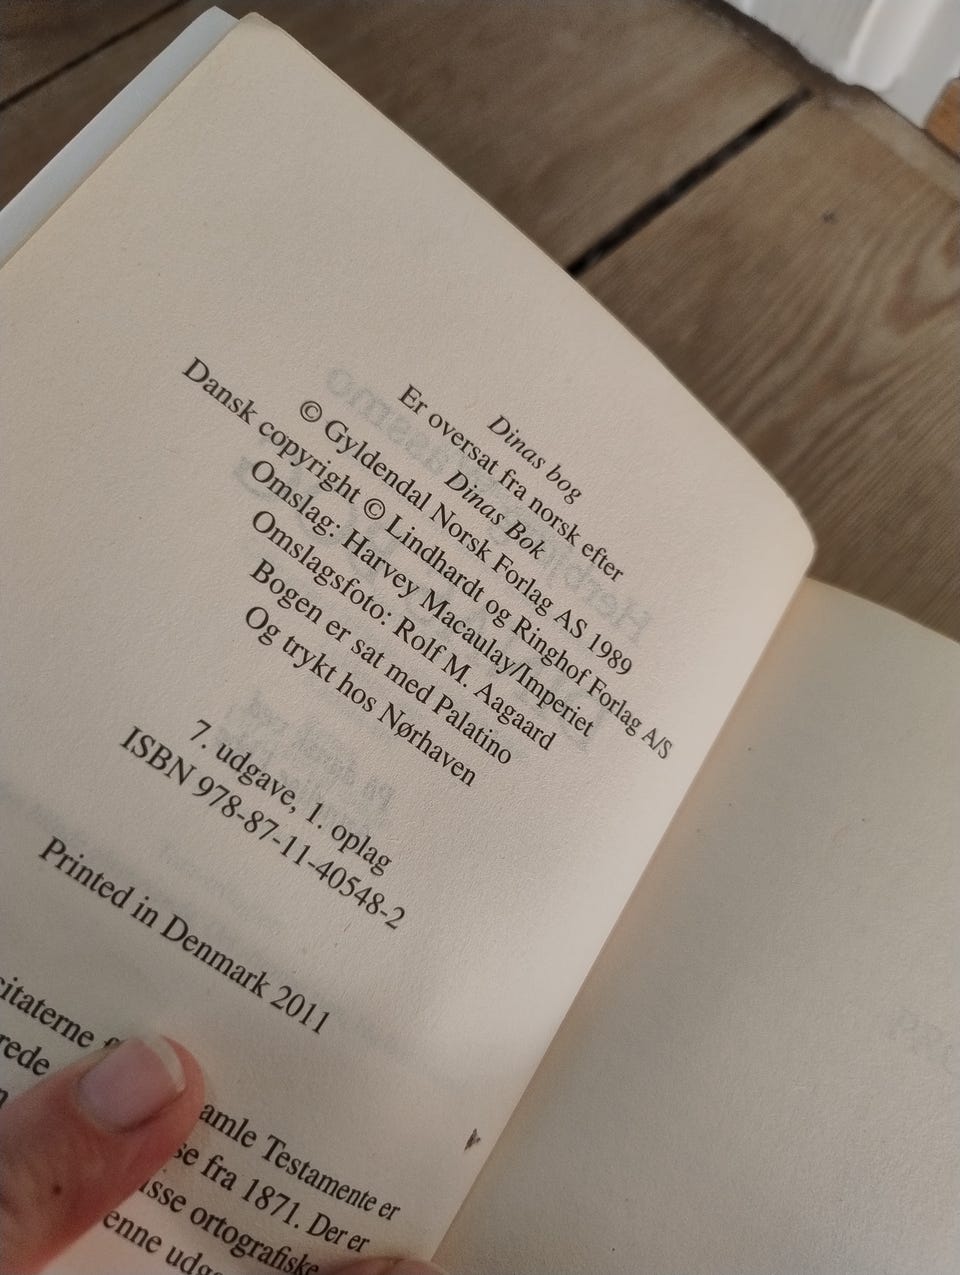 Dinas bog
Er oversat fra norsk efter
Dinas Bok
© Gyldendal Norsk Forlag AS 1989
Dansk copyright © Lindhardt og Ringhof Forlag A/S
Omslag: Harvey Macaulay/Imperiet
Omslagsfoto: Rolf M. Aagaard
Bogen er sat med Palatino
Og trykt hos Nørhaven
7. udgave, 1. oplag
ISBN 978-87-11-40548-2
Printed in Denmark 2011
citaterne
rede amle Testamente er
se fra 1871. Der er
isse ortografiske
enne udg